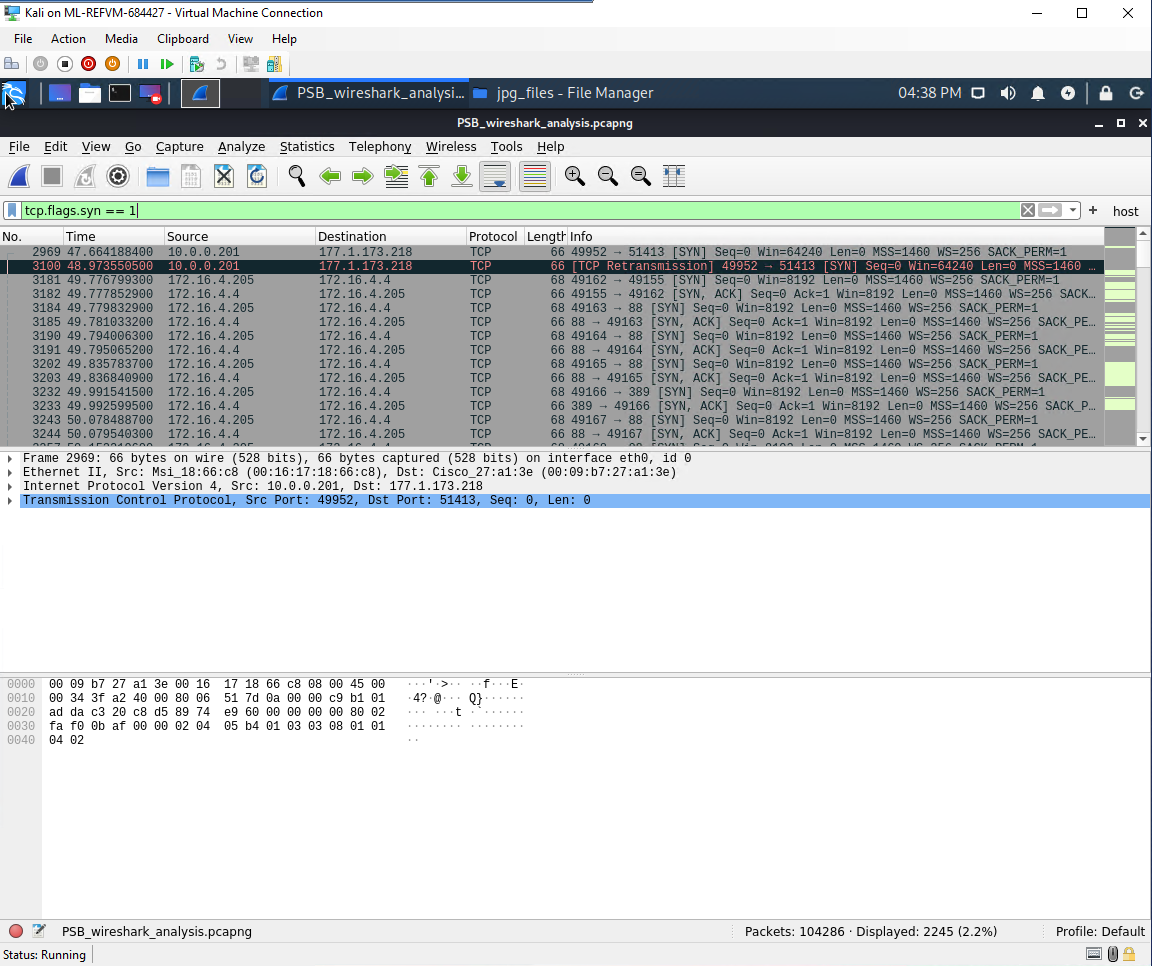 Kali on ML-REFVM-684427 - Virtual Machine Connection
File Action Media Clipboard View Help
PSB_wireshark_analysi... jpg_files - File Manager 04:38 PM
PSB_wireshark_analysis.pcapng
File Edit View Go Capture Analyze Statistics Telephony Wireless Tools Help
tcp.flags.syn == 1 + host
No. Time Source Destination Protocol Length Info
2969 47.664188400 10.0.0.201 177.1.173.218 TCP 66 49952 → 51413 [SYN] Seq=0 Win=64240 Len=0 MSS=1460 WS=256 SACK_PERM=1
3100 48.973550500 10.0.0.201 177.1.173.218 TCP 66 [TCP Retransmission] 49952 → 51413 [SYN] Seq=0 Win=64240 Len=0 MSS=1460 …
3181 49.776799300 172.16.4.205 172.16.4.4 TCP 68 49162 → 49155 [SYN] Seq=0 Win=8192 Len=0 MSS=1460 WS=256 SACK_PERM=1
3182 49.777852900 172.16.4.4 172.16.4.205 TCP 66 49155 → 49162 [SYN, ACK] Seq=0 Ack=1 Win=8192 Len=0 MSS=1460 WS=256 SACK…
3184 49.779832900 172.16.4.205 172.16.4.4 TCP 68 49163 → 88 [SYN] Seq=0 Win=8192 Len=0 MSS=1460 WS=256 SACK_PERM=1
3185 49.781033200 172.16.4.4 172.16.4.205 TCP 66 88 → 49163 [SYN, ACK] Seq=0 Ack=1 Win=8192 Len=0 MSS=1460 WS=256 SACK_PE…
3190 49.794006300 172.16.4.205 172.16.4.4 TCP 68 49164 → 88 [SYN] Seq=0 Win=8192 Len=0 MSS=1460 WS=256 SACK_PERM=1
3191 49.795065200 172.16.4.4 172.16.4.205 TCP 66 88 → 49164 [SYN, ACK] Seq=0 Ack=1 Win=8192 Len=0 MSS=1460 WS=256 SACK_PE…
3202 49.835783700 172.16.4.205 172.16.4.4 TCP 68 49165 → 88 [SYN] Seq=0 Win=8192 Len=0 MSS=1460 WS=256 SACK_PERM=1
3203 49.836840900 172.16.4.4 172.16.4.205 TCP 66 88 → 49165 [SYN, ACK] Seq=0 Ack=1 Win=8192 Len=0 MSS=1460 WS=256 SACK_PE…
3232 49.991541500 172.16.4.205 172.16.4.4 TCP 68 49166 → 389 [SYN] Seq=0 Win=8192 Len=0 MSS=1460 WS=256 SACK_PERM=1
3233 49.992599500 172.16.4.4 172.16.4.205 TCP 66 389 → 49166 [SYN, ACK] Seq=0 Ack=1 Win=8192 Len=0 MSS=1460 WS=256 SACK_P…
3243 50.078488700 172.16.4.205 172.16.4.4 TCP 68 49167 → 88 [SYN] Seq=0 Win=8192 Len=0 MSS=1460 WS=256 SACK_PERM=1
3244 50.079540300 172.16.4.4 172.16.4.205 TCP 66 88 → 49167 [SYN, ACK] Seq=0 Ack=1 Win=8192 Len=0 MSS=1460 WS=256 SACK_PE…
Frame 2969: 66 bytes on wire (528 bits), 66 bytes captured (528 bits) on interface eth0, id 0
Ethernet II, Src: Msi_18:66:c8 (00:16:17:18:66:c8), Dst: Cisco_27:a1:3e (00:09:b7:27:a1:3e)
Internet Protocol Version 4, Src: 10.0.0.201, Dst: 177.1.173.218
Transmission Control Protocol, Src Port: 49952, Dst Port: 51413, Seq: 0, Len: 0
0000 00 09 b7 27 a1 3e 00 16 17 18 66 c8 08 00 45 00 ···'·>·· ··f···E·
0010 00 34 3f a2 40 00 80 06 51 7d 0a 00 00 c9 b1 01 ·4?·@··· Q}······
0020 ad da c3 20 c8 d5 89 74 e9 60 00 00 00 00 80 02 ··· ···t ·`······
0030 fa f0 0b af 00 00 02 04 05 b4 01 03 03 08 01 01 ········ ········
0040 04 02 ··
PSB_wireshark_analysis.pcapng Packets: 104286 · Displayed: 2245 (2.2%) Profile: Default
Status: Running